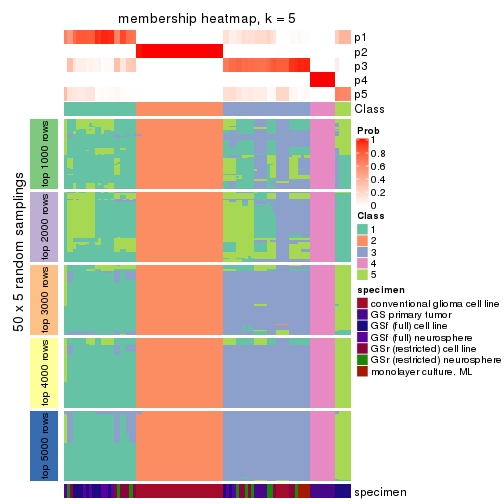 membership heatmap, k = 5
p1
p2
p3
p4
p5
Class
50 x 5 random samplings
top 1000 rows
top 2000 rows
top 3000 rows
top 4000 rows
top 5000 rows
specimen
Prob
1
0.8
0.6
0.4
0.2
0
Class
1
2
3
4
5
specimen
conventional glioma cell line
GS primary tumor
GSf (full) cell line
GSf (full) neurosphere
GSr (restricted) cell line
GSr (restricted) neurosphere
monolayer culture. ML